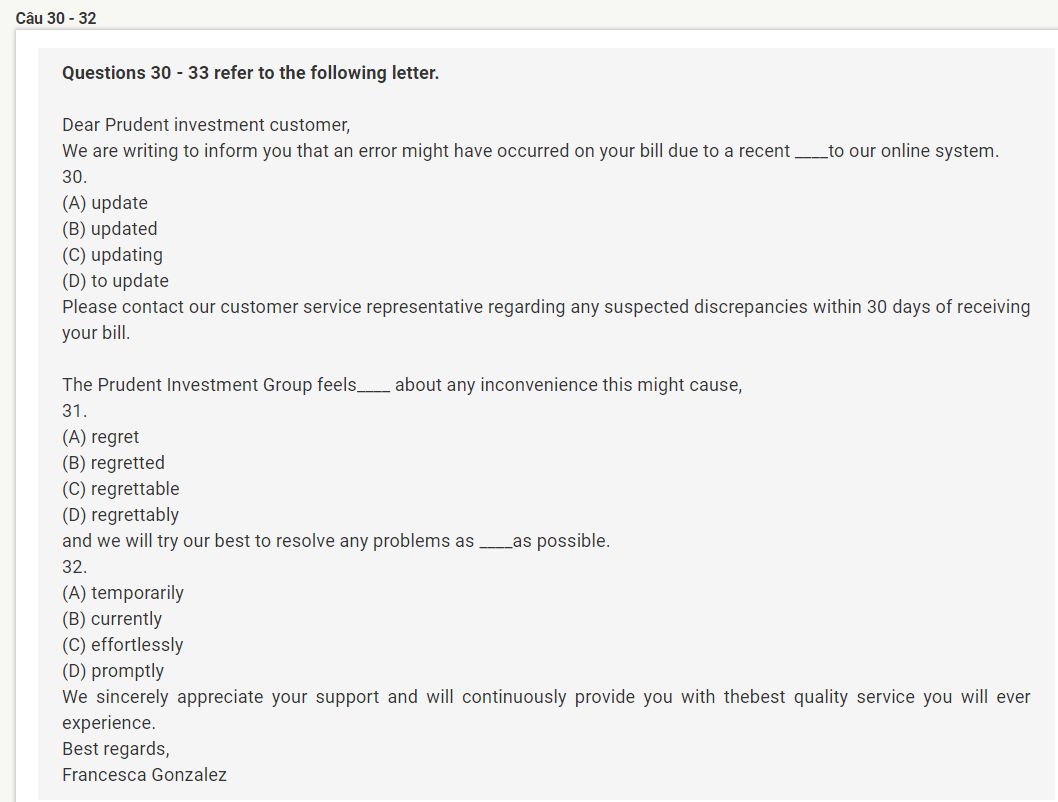 Câu 30 - 32
Questions 30 - 33 refer to the following letter.
Dear Prudent investment customer,
We are writing to inform you that an error might have occurred on your bill due to a recent ____to our online system.
30.
(A) update
(B) updated
(C) updating
(D) to update
Please contact our customer service representative regarding any suspected discrepancies within 30 days of receiving
your bill.
The Prudent Investment Group feels____ about any inconvenience this might cause,
31.
(A) regret
(B) regretted
(C) regrettable
(D) regrettably
and we will try our best to resolve any problems as ____as possible.
32.
(A) temporarily
(B) currently
(C) effortlessly
(D) promptly
We sincerely appreciate your support and will continuously provide you with thebest quality service you will ever
experience.
Best regards,
Francesca Gonzalez